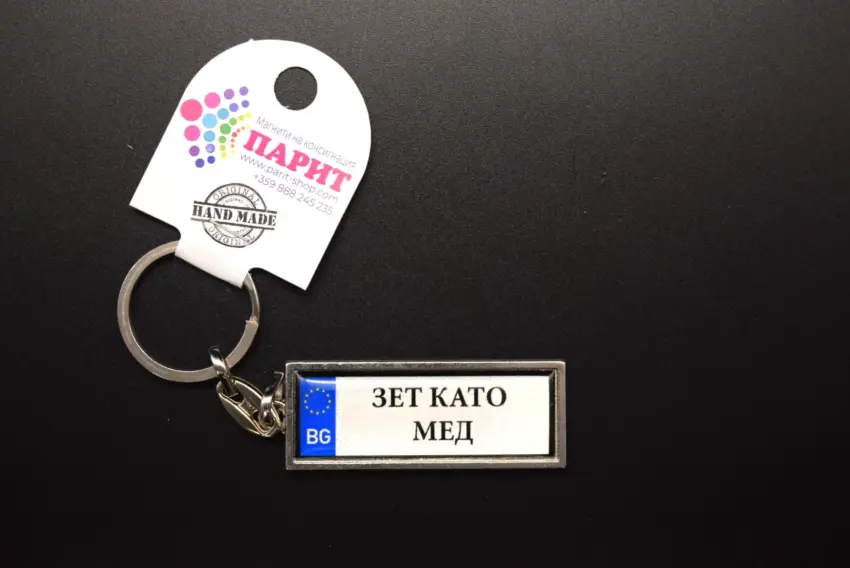 Магнити на консигнация
ПАРИТ
www.parit-shop.com
+359 888 245 235
ORIGINAL
HAND MADE
ORIGINAL
BG
ЗЕТ КАТО
МЕД